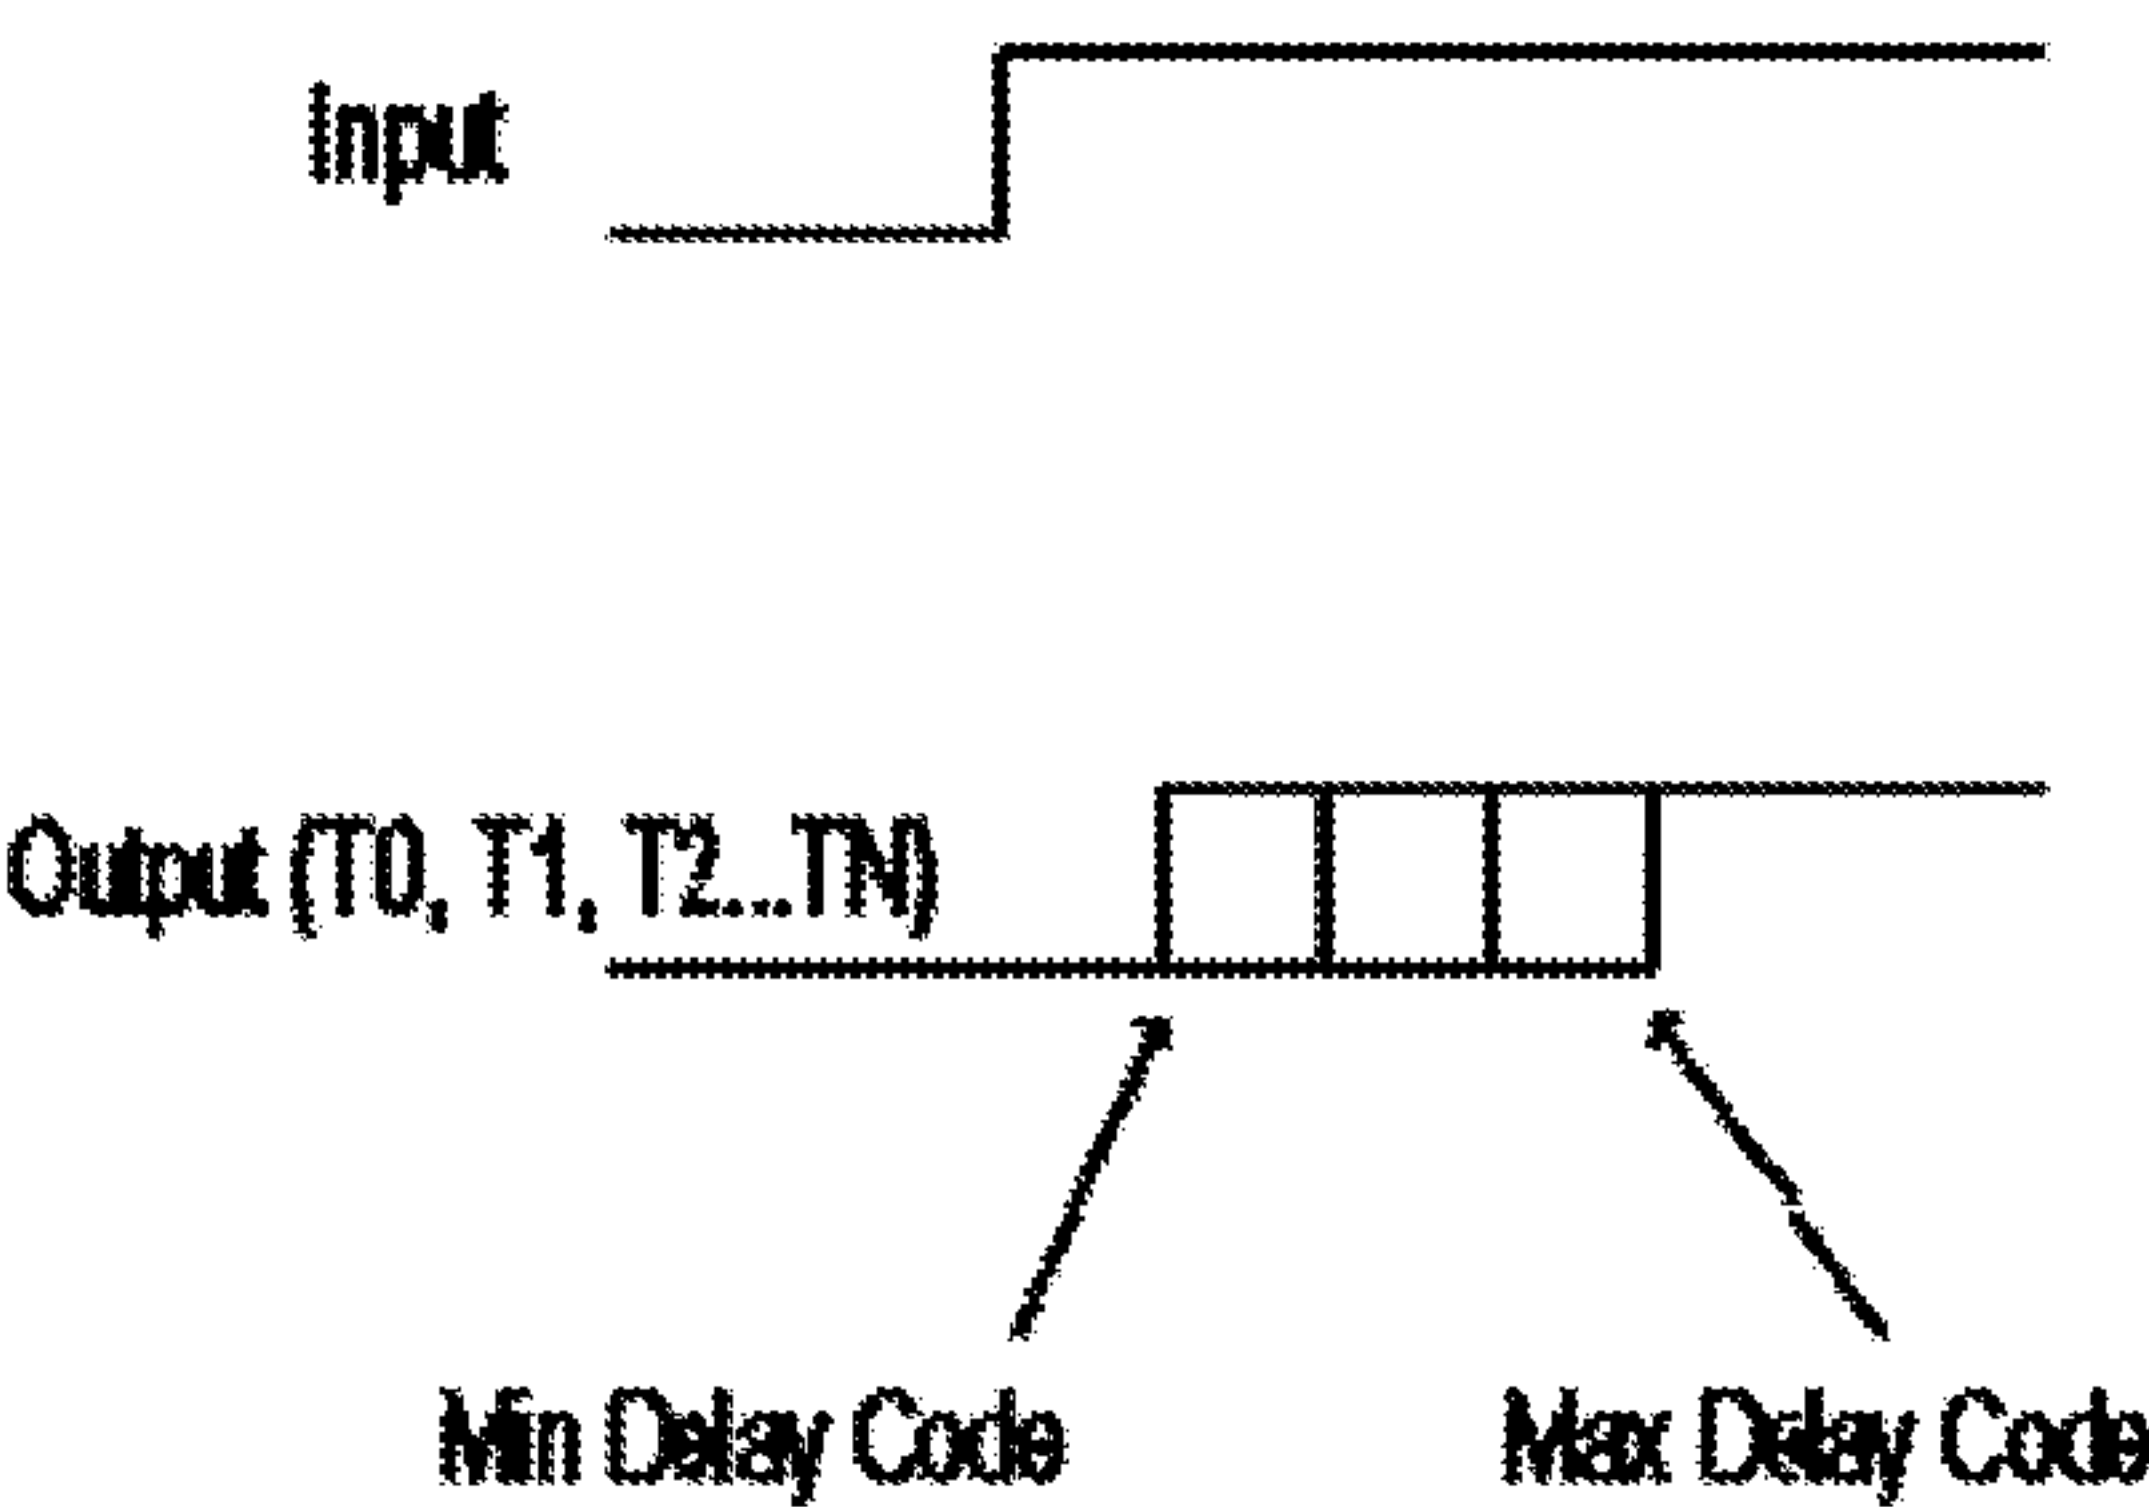 Input
Output (T0, T1, T2...TN)
Min Delay Code
Max Delay Code